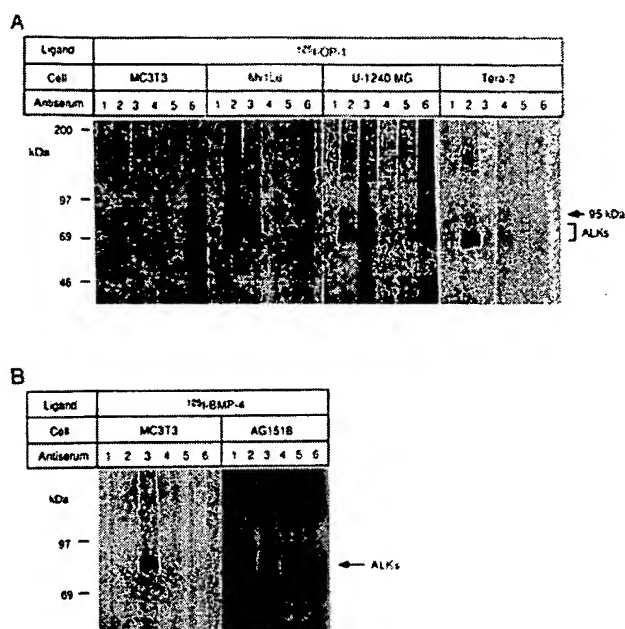 A
Ligand ¹²⁵I-OP-1
Cell MC3T3 Mv1Lu U-1240 MG Tera-2
Antiserum 1 2 3 4 5 6 1 2 3 4 5 6 1 2 3 4 5 6 1 2 3 4 5 6
200
kDa
97
95 kDa
69
ALKs
46
B
Ligand ¹²⁵I-BMP-4
Cell MC3T3 AG1518
Antiserum 1 2 3 4 5 6 1 2 3 4 5 6
kDa
97
ALKs
69